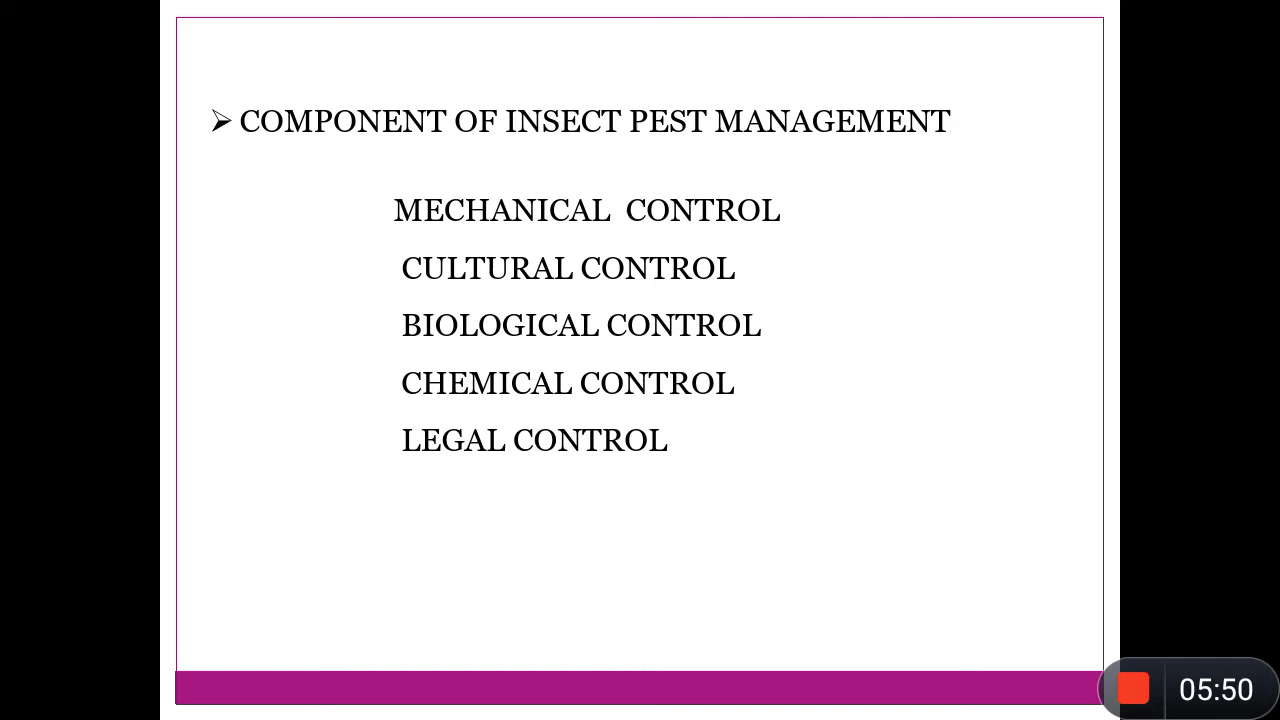 ➢ COMPONENT OF INSECT PEST MANAGEMENT
MECHANICAL CONTROL
CULTURAL CONTROL
BIOLOGICAL CONTROL
CHEMICAL CONTROL
LEGAL CONTROL
05:50